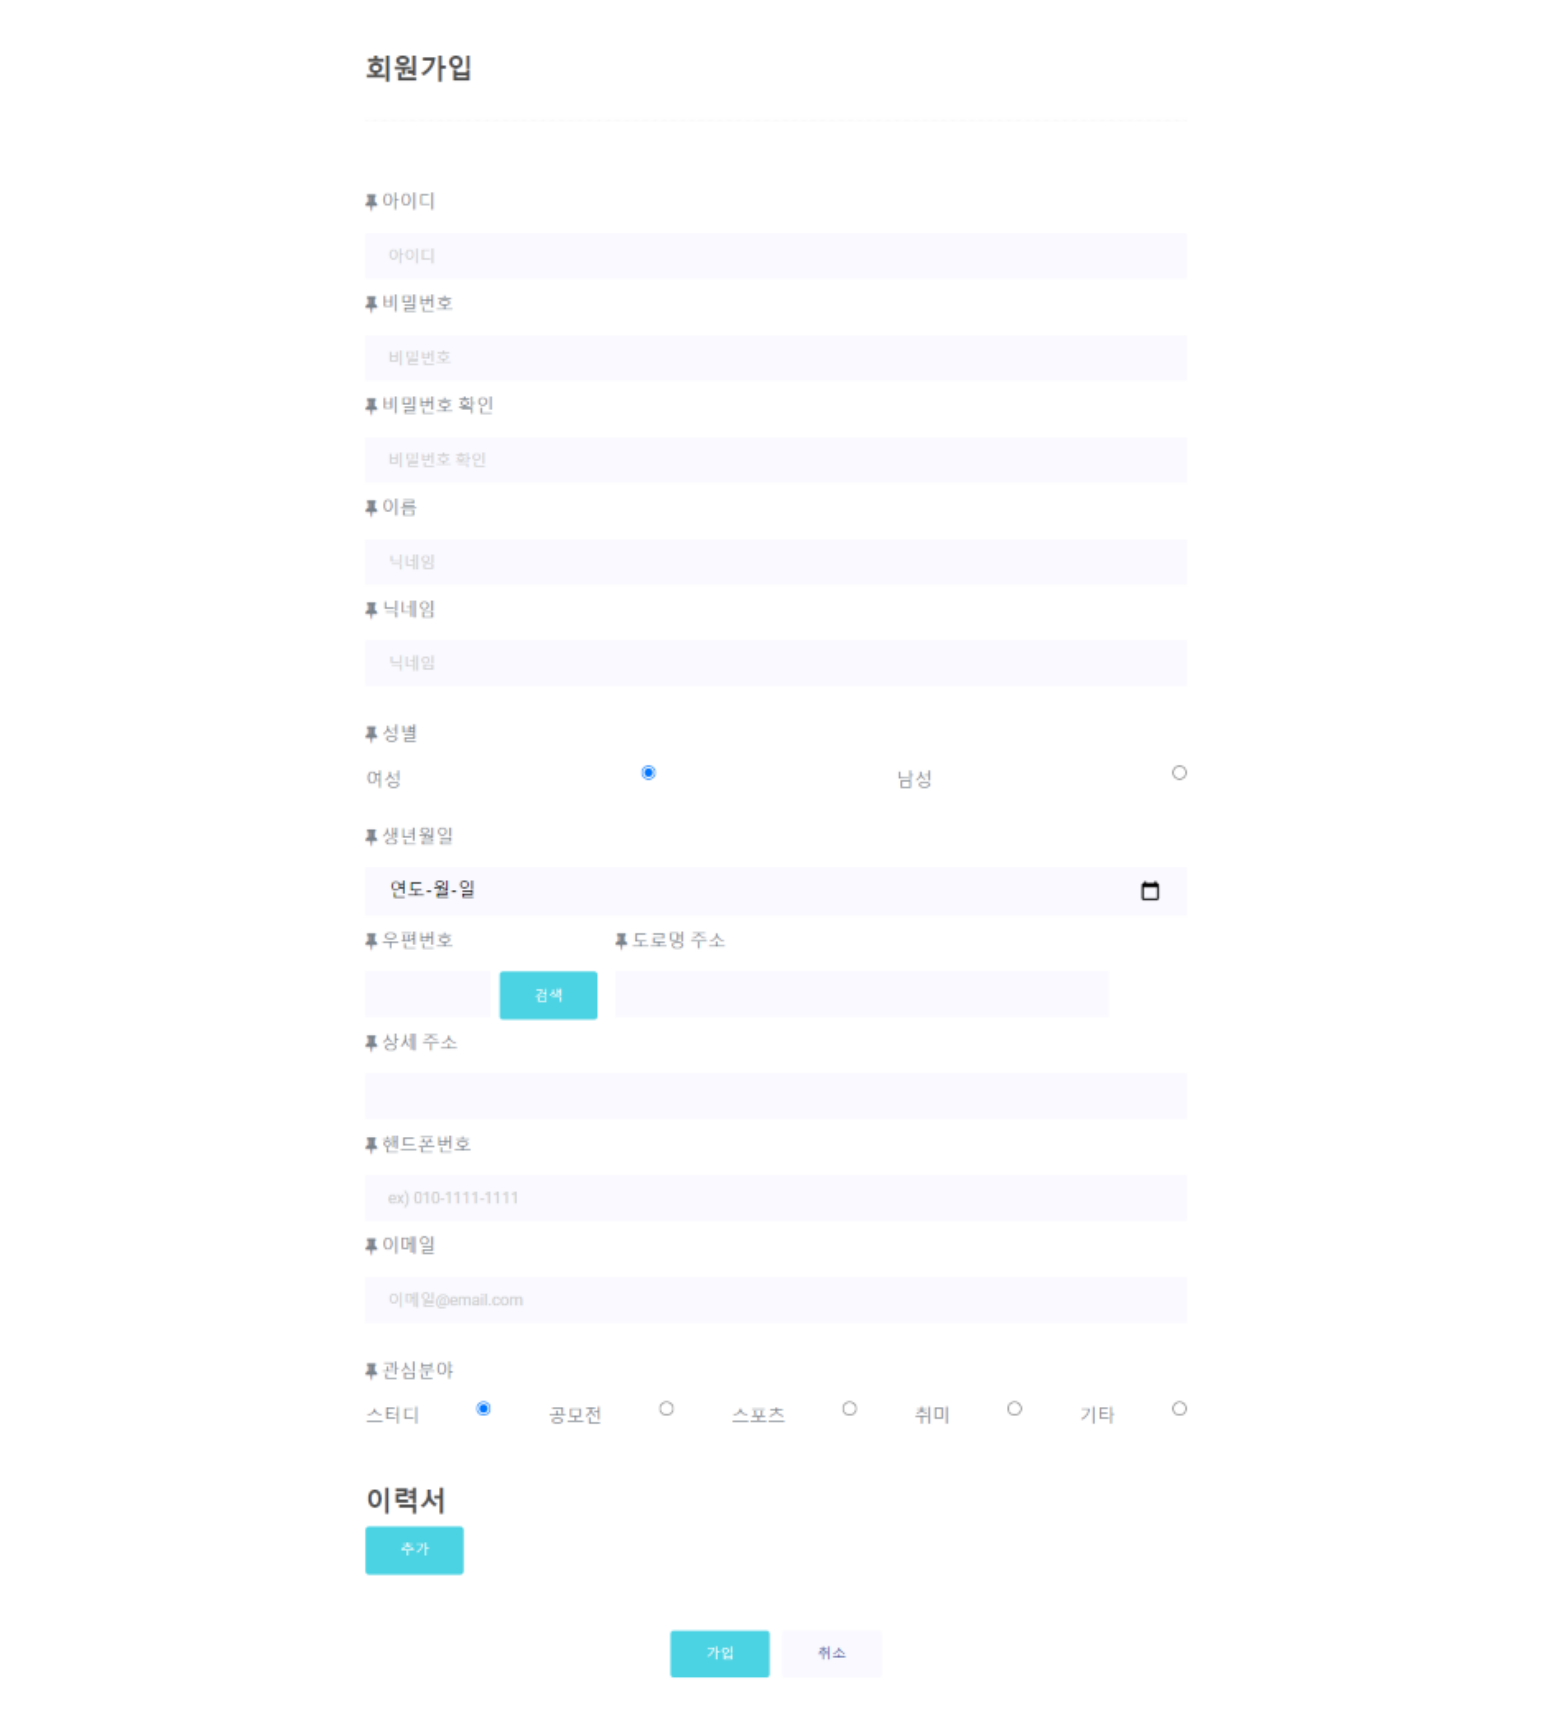 회원가입
아이디
아이디
비밀번호
비밀번호
비밀번호 확인
비밀번호 확인
이름
닉네임
닉네임
닉네임
성별
여성 남성
생년월일
연도-월-일
우편번호 도로명 주소
검색
상세 주소
핸드폰번호
ex) 010-1111-1111
이메일
이메일@email.com
관심분야
스터디 공모전 스포츠 취미 기타
이력서
추가
가입 취소